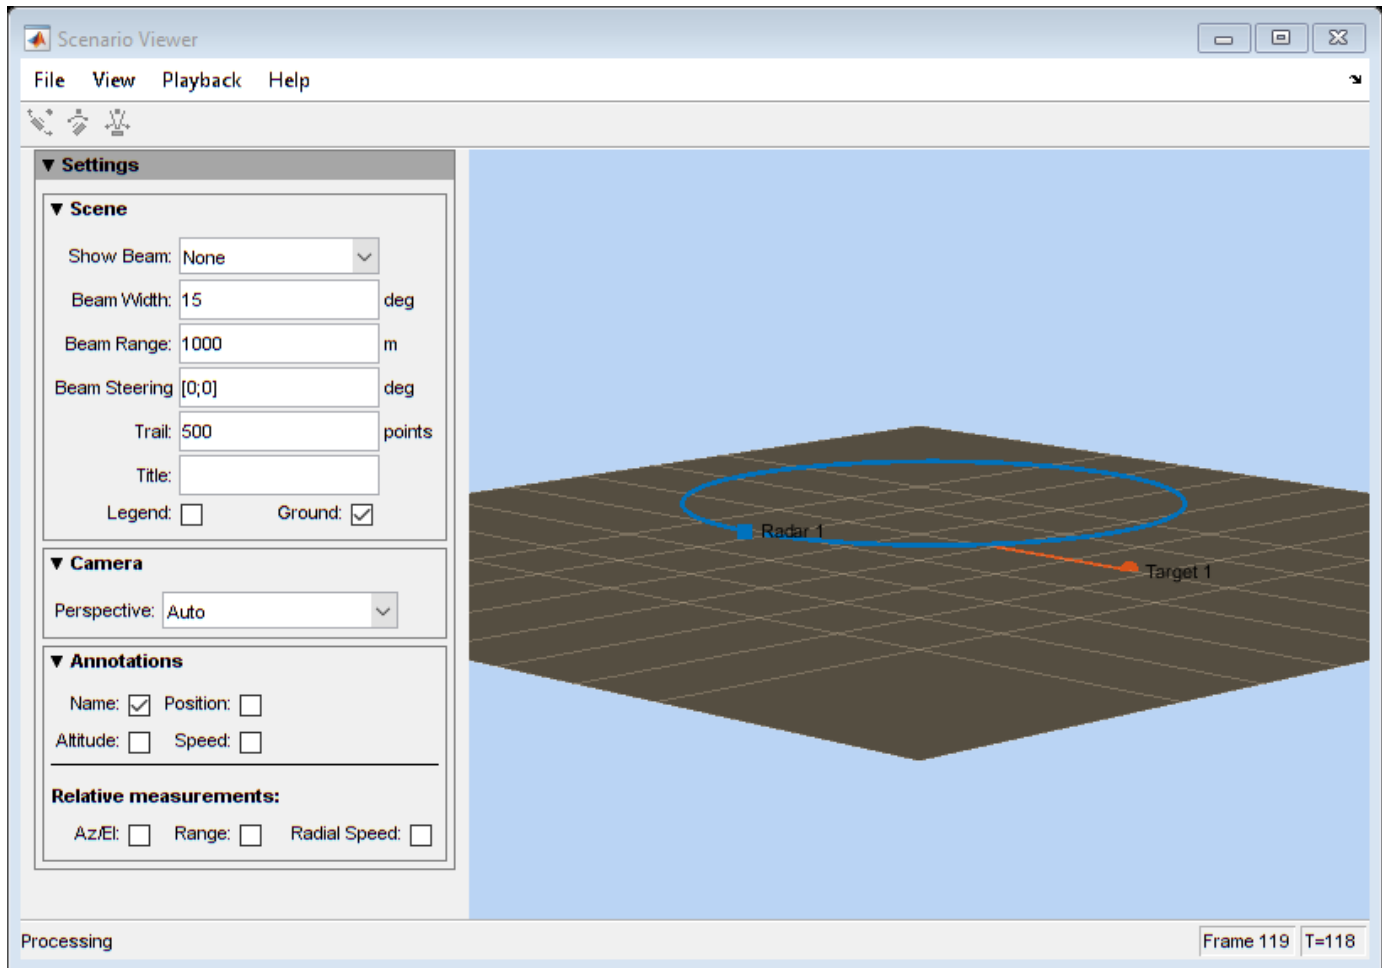 Scenario Viewer
File View Playback Help
▼ Settings
▼ Scene
Show Beam: None
Beam Width: 15 deg
Beam Range: 1000 m
Beam Steering [0;0] deg
Trail: 500 points
Title:
Legend: Ground:
▼ Camera
Perspective: Auto
▼ Annotations
Name: Position:
Altitude: Speed:
Relative measurements:
Az/El: Range: Radial Speed:
Radar 1
Target 1
Processing Frame 119 T=118